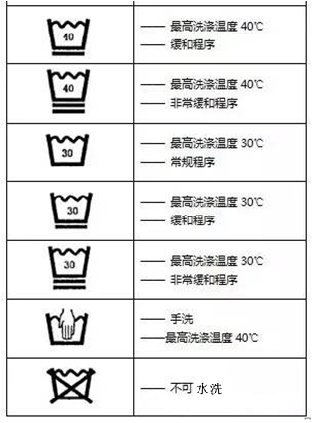 40
—— 最高洗涤温度 40℃
—— 缓和程序
40
—— 最高洗涤温度 40℃
—— 非常缓和程序
30
—— 最高洗涤温度 30℃
—— 常规程序
30
—— 最高洗涤温度 30℃
—— 缓和程序
30
—— 最高洗涤温度 30℃
—— 非常缓和程序
—— 手洗
——最高洗涤温度 40℃
—— 不可水洗